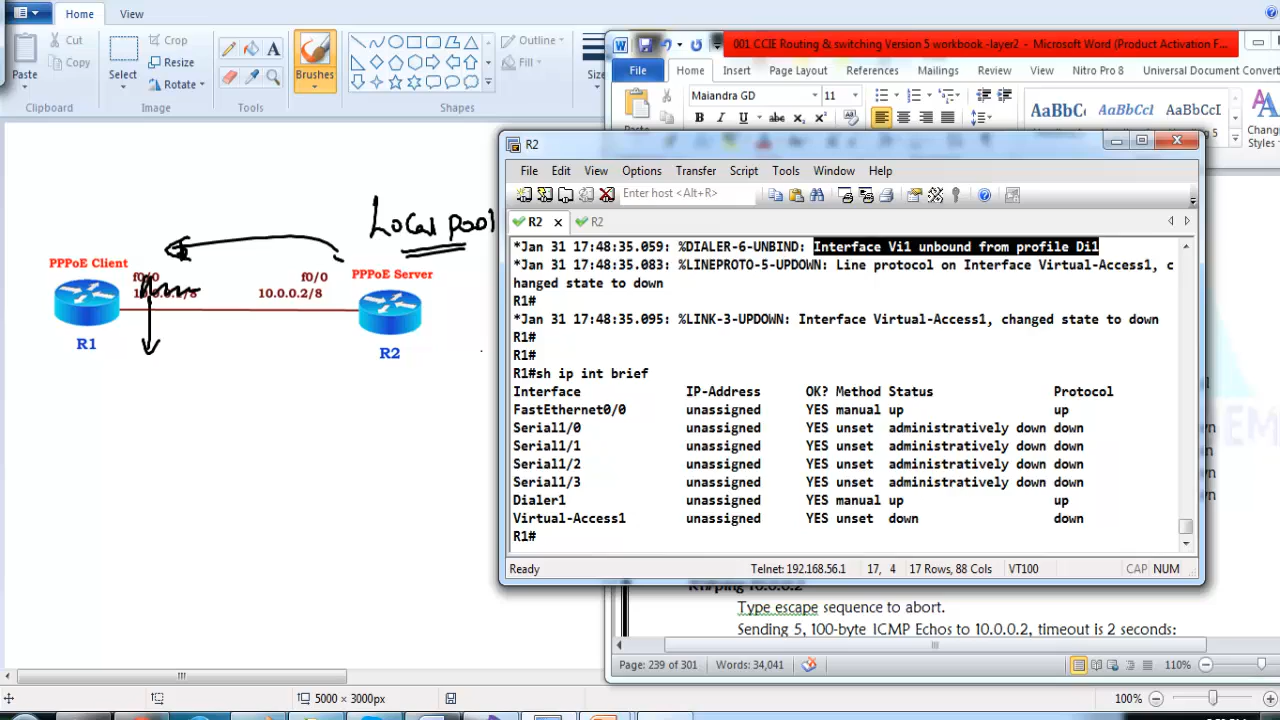 Home
View
Paste
Cut
Copy
Clipboard
Select
Crop
Resize
Rotate
Image
Tools
Brushes
Shapes
Outline
Fill
Clipboard
Image
Tools
Shapes
001 CCIE Routing & switching Version 5 workbook -layer2 - Microsoft Word (Product Activation F...
File Home Insert Page Layout References Mailings Review View Nitro Pro 8 Universal Document Convert
Maiandra GD 11
AaBbC AaBbCcI AaBbCcI
B I U abc
Local pool
PPPoE Client
f0/0
f0/0
PPPoE Server
10.0.0.2/8
R1
R2
R2
File Edit View Options Transfer Script Tools Window Help
Enter host <Alt+R>
R2
R2
*Jan 31 17:48:35.059: %DIALER-6-UNBIND: Interface Vi1 unbound from profile Di1
*Jan 31 17:48:35.083: %LINEPROTO-5-UPDOWN: Line protocol on Interface Virtual-Access1, c
hanged state to down
R1#
*Jan 31 17:48:35.095: %LINK-3-UPDOWN: Interface Virtual-Access1, changed state to down
R1#
R1#
R1#sh ip int brief
Interface IP-Address OK? Method Status Protocol
FastEthernet0/0 unassigned YES manual up up
Serial1/0 unassigned YES unset administratively down down
Serial1/1 unassigned YES unset administratively down down
Serial1/2 unassigned YES unset administratively down down
Serial1/3 unassigned YES unset administratively down down
Dialer1 unassigned YES manual up up
Virtual-Access1 unassigned YES unset down down
R1#
Ready Telnet: 192.168.56.1 17, 4 17 Rows, 88 Cols VT100 CAP NUM
R1#ping 10.0.0.2
Type escape sequence to abort.
Sending 5, 100-byte ICMP Echos to 10.0.0.2, timeout is 2 seconds:
Page: 239 of 301 Words: 34,041 110%
5000 × 3000px 100%